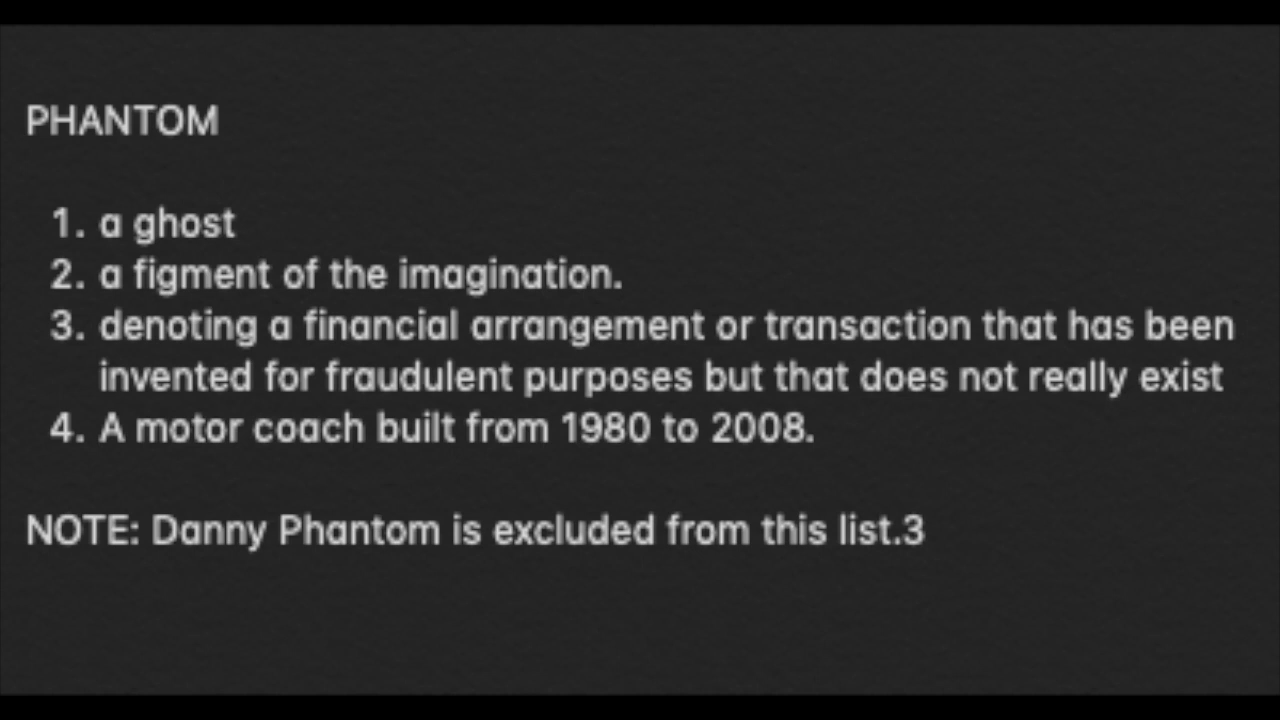 PHANTOM
1. a ghost
2. a figment of the imagination.
3. denoting a financial arrangement or transaction that has been
invented for fraudulent purposes but that does not really exist
4. A motor coach built from 1980 to 2008.
NOTE: Danny Phantom is excluded from this list.3